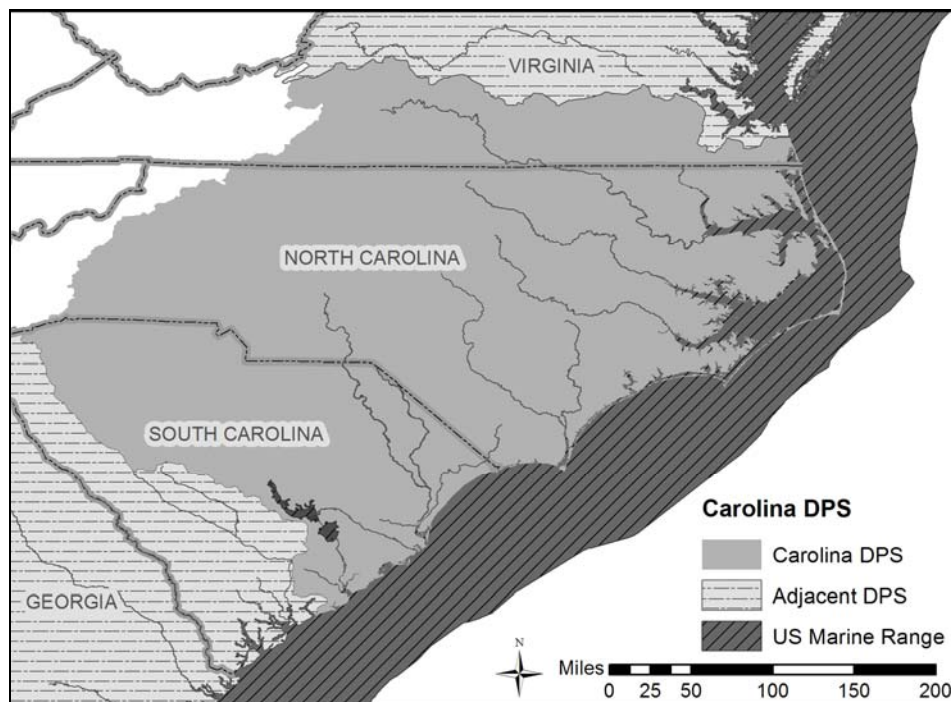 VIRGINIA
NORTH CAROLINA
SOUTH CAROLINA
GEORGIA
Carolina DPS
Carolina DPS
Adjacent DPS
US Marine Range
N
Miles
0 25 50 100 150 200